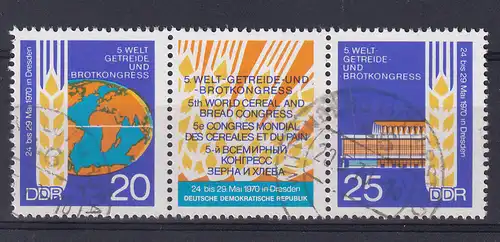 5. WELT-
GETREIDE-
UND
BROTKONGRESS
24. bis 29. Mai 1970 in Dresden
DDR
20
5. WELT-GETREIDE-UND
-BROTKONGRESS
5th WORLD CEREAL AND
BREAD CONGRESS
5e CONGRES MONDIAL
DES CEREALES ET DU PAIN
5-й ВСЕМИРНЫЙ
КОНГРЕСС
ЗЕРНА И ХЛЕВА
24. bis 29. Mai 1970 in Dresden
DEUTSCHE DEMOKRATISCHE REPUBLIK
5. WELT-
GETREIDE-
UND
BROTKONGRESS
24. bis 29. Mai 1970 in Dresden
25
DDR